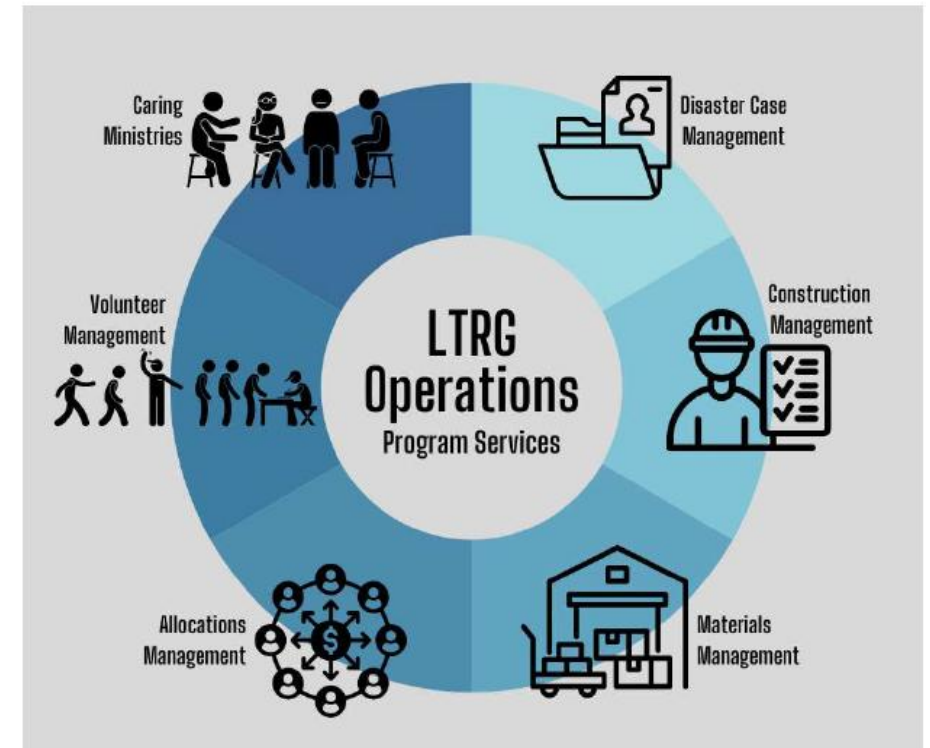 Caring
Ministries
Disaster Case
Management
Volunteer
Management
LTRG
Operations
Program Services
Construction
Management
Allocations
Management
$
Materials
Management